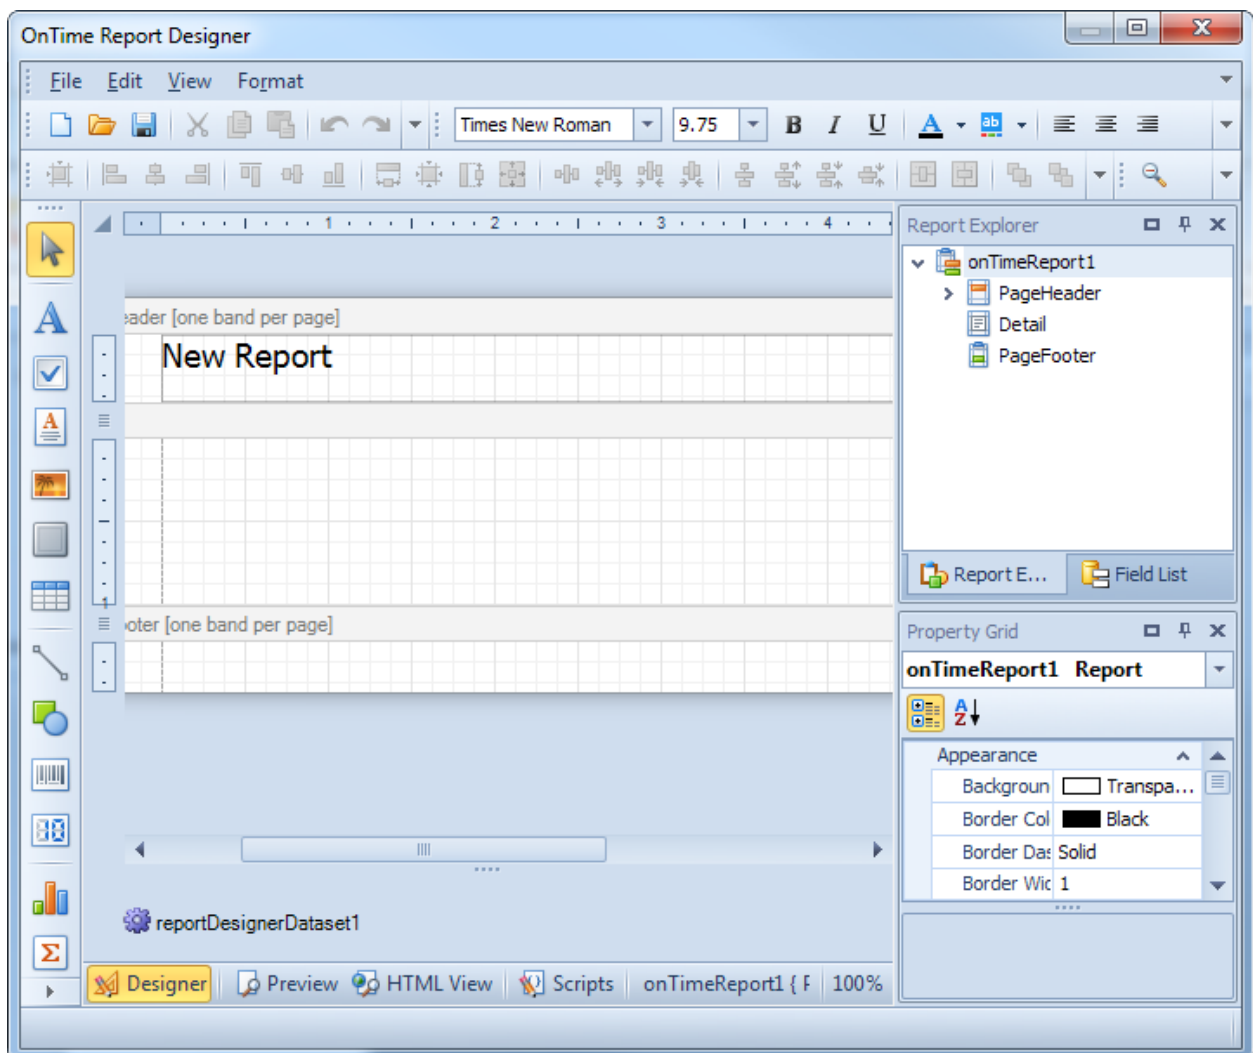 OnTime Report Designer
File Edit View Format
Times New Roman 9.75 B I U A ab
1 2 3 4
Report Explorer
onTimeReport1
PageHeader
Detail
PageFooter
eader [one band per page]
New Report
1
Report E... Field List
ooter [one band per page]
Property Grid
onTimeReport1 Report
Appearance
Backgroun Transpa...
Border Col Black
Border Das Solid
Border Wic 1
reportDesignerDataset1
Designer Preview HTML View Scripts onTimeReport1 { F 100%